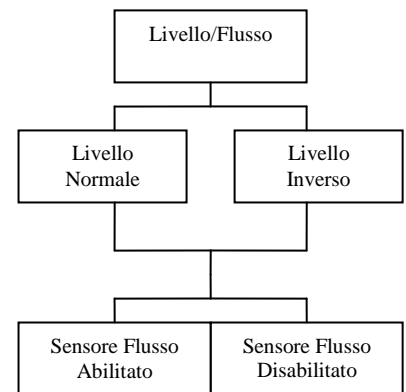 Livello/Flusso
Livello
Normale
Livello
Inverso
Sensore Flusso
Abilitato
Sensore Flusso
Disabilitato